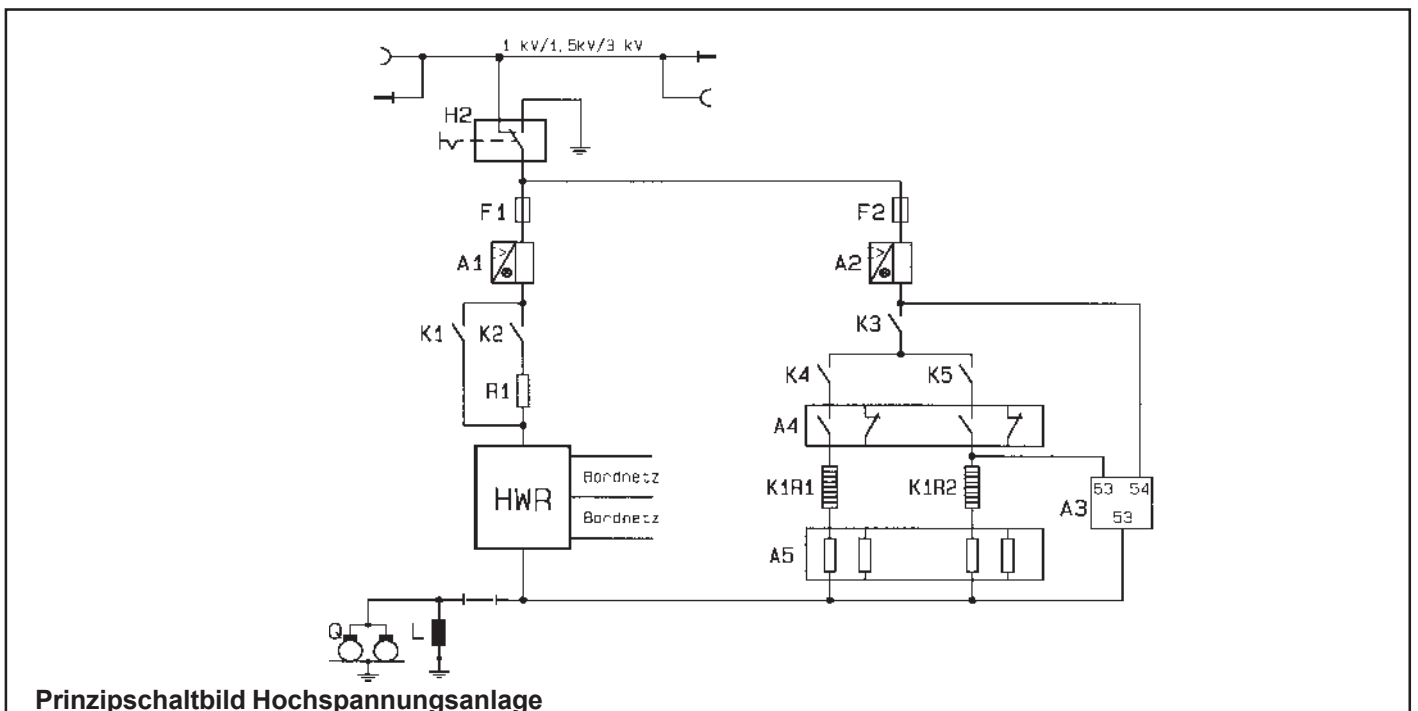 1 kV/1,5kV/3 kV
H2
F1
F2
A1
A2
K1
K2
K3
R1
K4
K5
A4
HWR
Bordnetz
Bordnetz
K1R1
K1R2
53 54
A3
53
A5
Q
L
Prinzipschaltbild Hochspannungsanlage